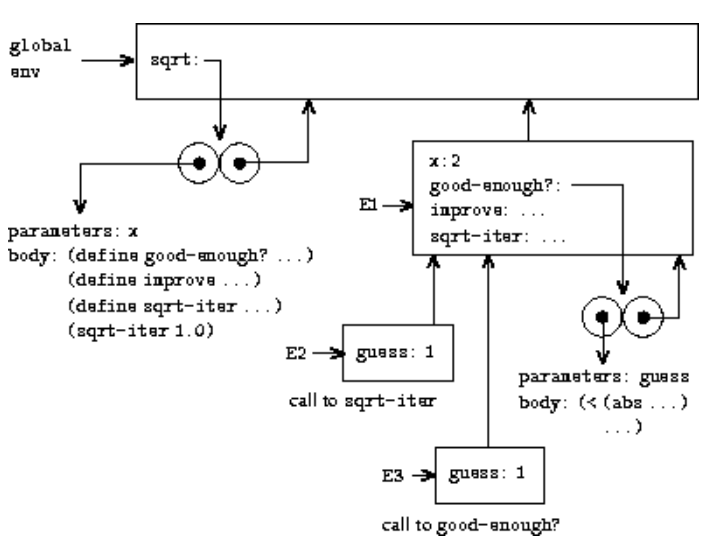 global
env
sqrt:
x:2
good-enough?:
E1
improve: ...
sqrt-iter: ...
parameters: x
body: (define good-enough? ...)
(define improve ...)
(define sqrt-iter ...)
(sqrt-iter 1.0)
E2
guess: 1
call to sqrt-iter
parameters: guess
body: (< (abs ...)
...)
E3
guess: 1
call to good-enough?